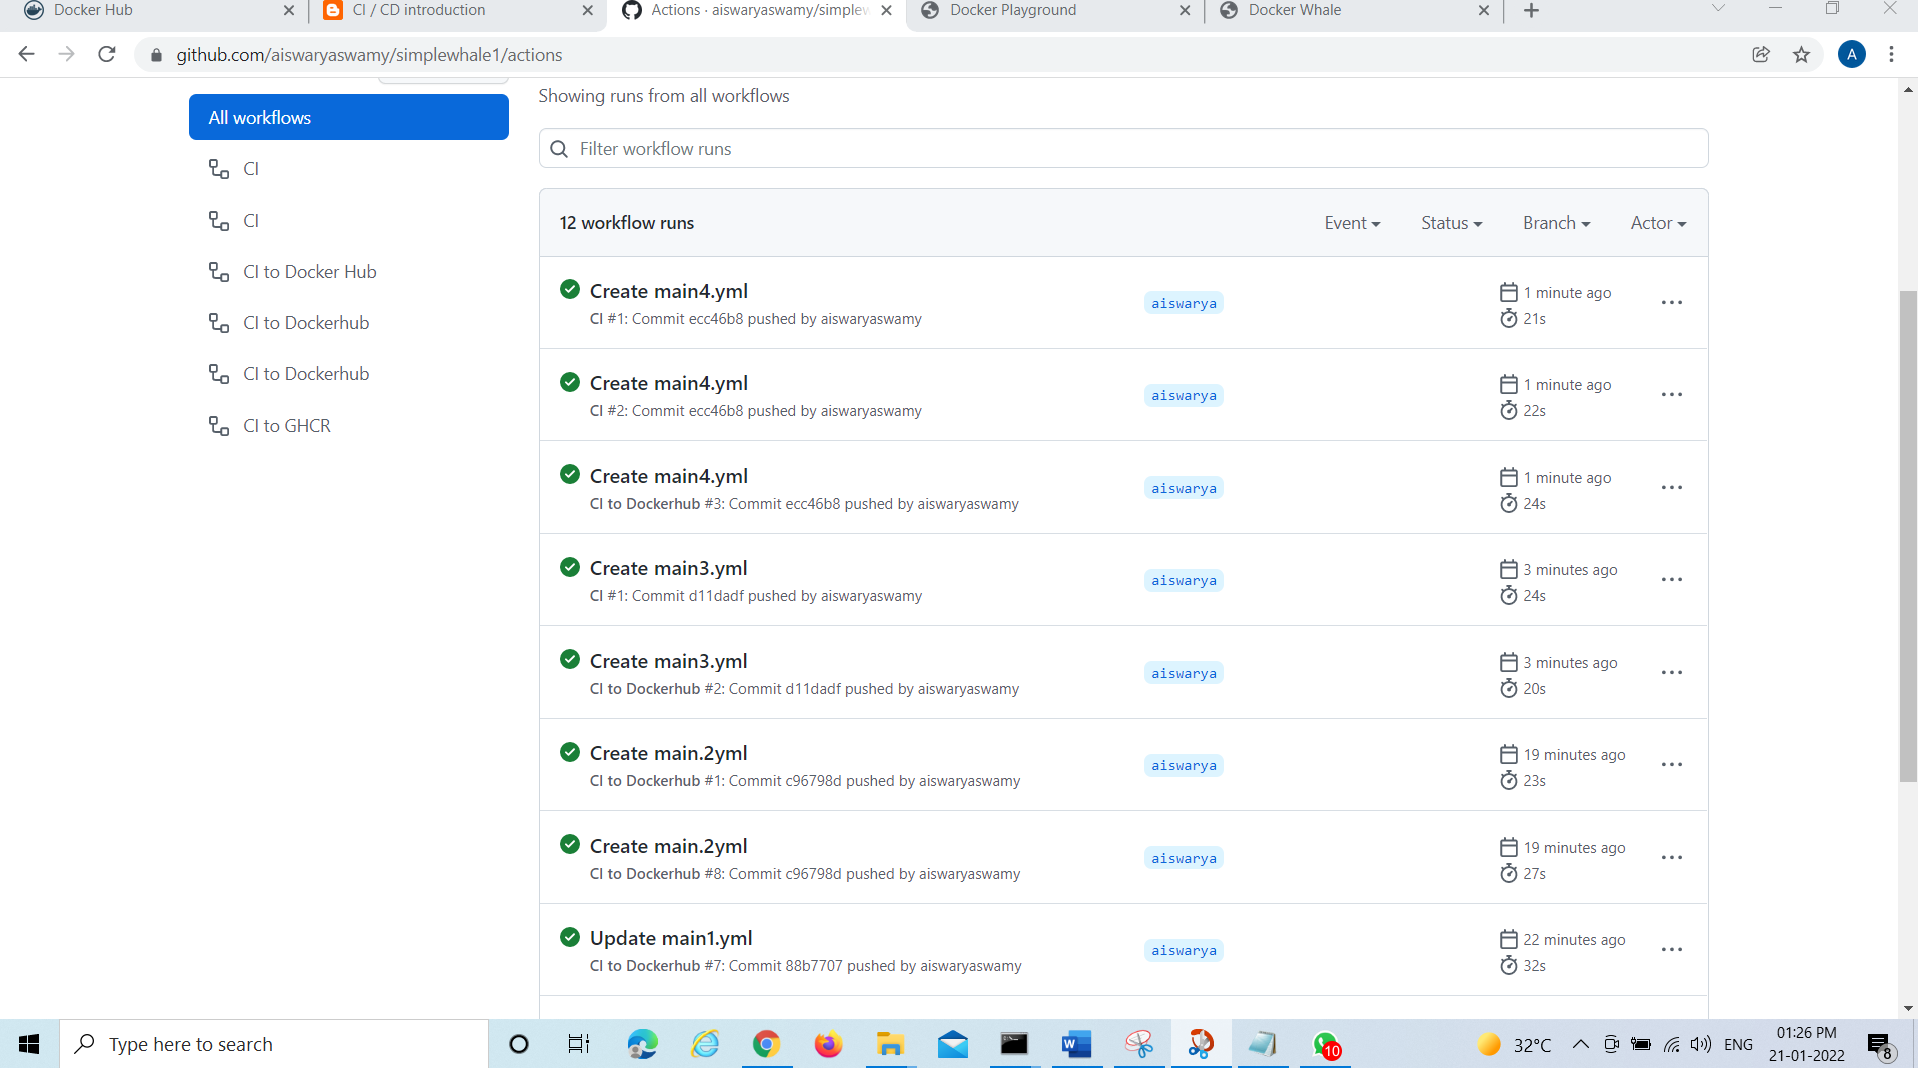 Docker Hub
CI / CD introduction
Actions · aiswaryaswamy/simplew
Docker Playground
Docker Whale
github.com/aiswaryaswamy/simplewhale1/actions
A
All workflows
CI
CI
CI to Docker Hub
CI to Dockerhub
CI to Dockerhub
CI to GHCR
Showing runs from all workflows
Filter workflow runs
12 workflow runs
Event
Status
Branch
Actor
Create main4.yml
CI #1: Commit ecc46b8 pushed by aiswaryaswamy
aiswarya
1 minute ago
21s
Create main4.yml
CI #2: Commit ecc46b8 pushed by aiswaryaswamy
aiswarya
1 minute ago
22s
Create main4.yml
CI to Dockerhub #3: Commit ecc46b8 pushed by aiswaryaswamy
aiswarya
1 minute ago
24s
Create main3.yml
CI #1: Commit d11dadf pushed by aiswaryaswamy
aiswarya
3 minutes ago
24s
Create main3.yml
CI to Dockerhub #2: Commit d11dadf pushed by aiswaryaswamy
aiswarya
3 minutes ago
20s
Create main.2yml
CI to Dockerhub #1: Commit c96798d pushed by aiswaryaswamy
aiswarya
19 minutes ago
23s
Create main.2yml
CI to Dockerhub #8: Commit c96798d pushed by aiswaryaswamy
aiswarya
19 minutes ago
27s
Update main1.yml
CI to Dockerhub #7: Commit 88b7707 pushed by aiswaryaswamy
aiswarya
22 minutes ago
32s
Type here to search
W
10
32°C
ENG
01:26 PM
21-01-2022
8